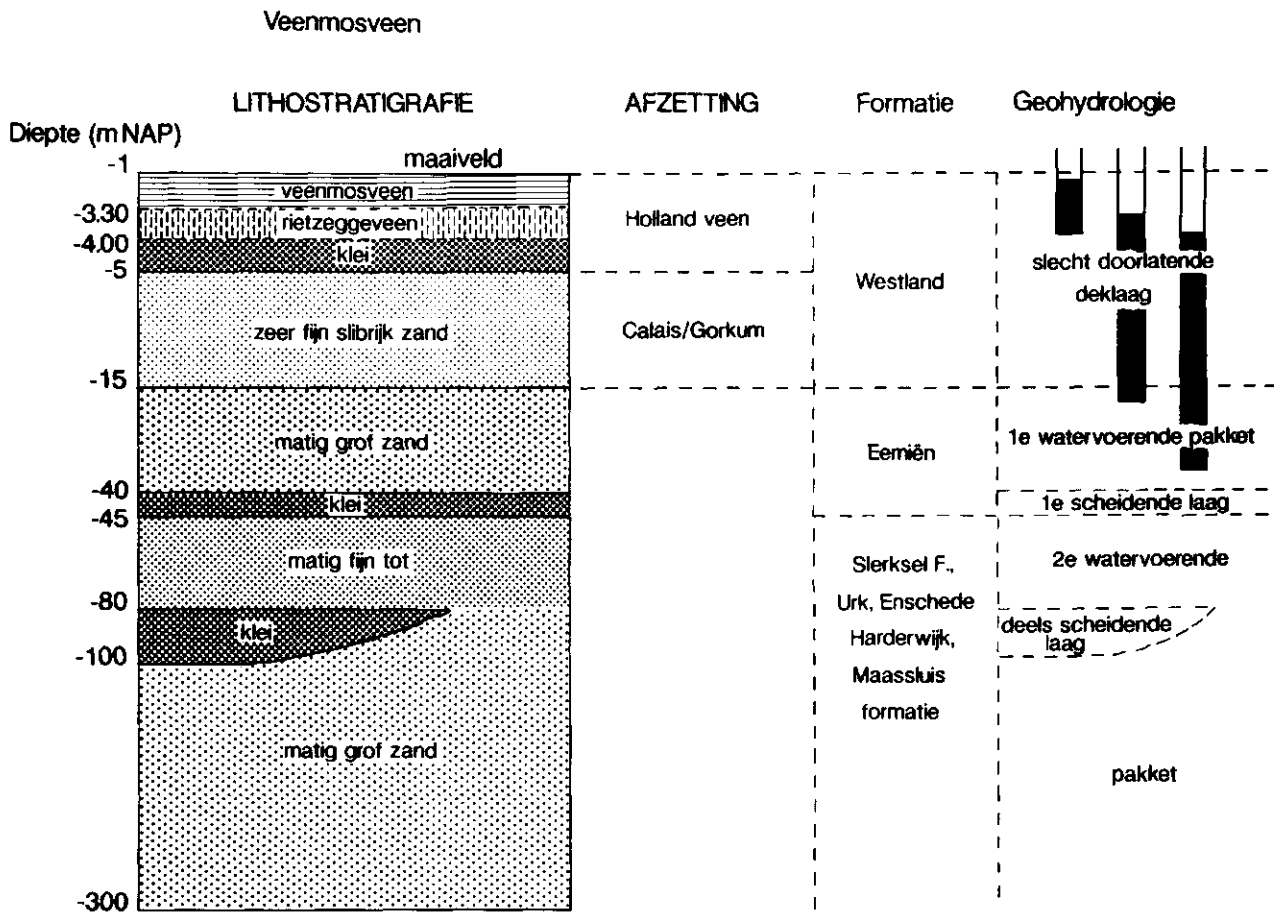 Veenmosveen
LITHOSTRATIGRAFIE
AFZETTING
Formatie
Geohydrologie
Diepte (m NAP)
maaiveld
-1
veenmosveen
-3.30
rietzeggeveen
-4.00
klei
-5
zeer fijn slibrijk zand
-15
matig grof zand
-40
klei
-45
matig fijn tot
-80
klei
-100
matig grof zand
-300
Holland veen
Calais/Gorkum
Westland
Eemiën
Slerksel F.,
Urk, Enschede
Harderwijk,
Maassluis
formatie
slecht doorlatende
deklaag
1e watervoerende pakket
1e scheidende laag
2e watervoerende
deels scheidende
laag
pakket